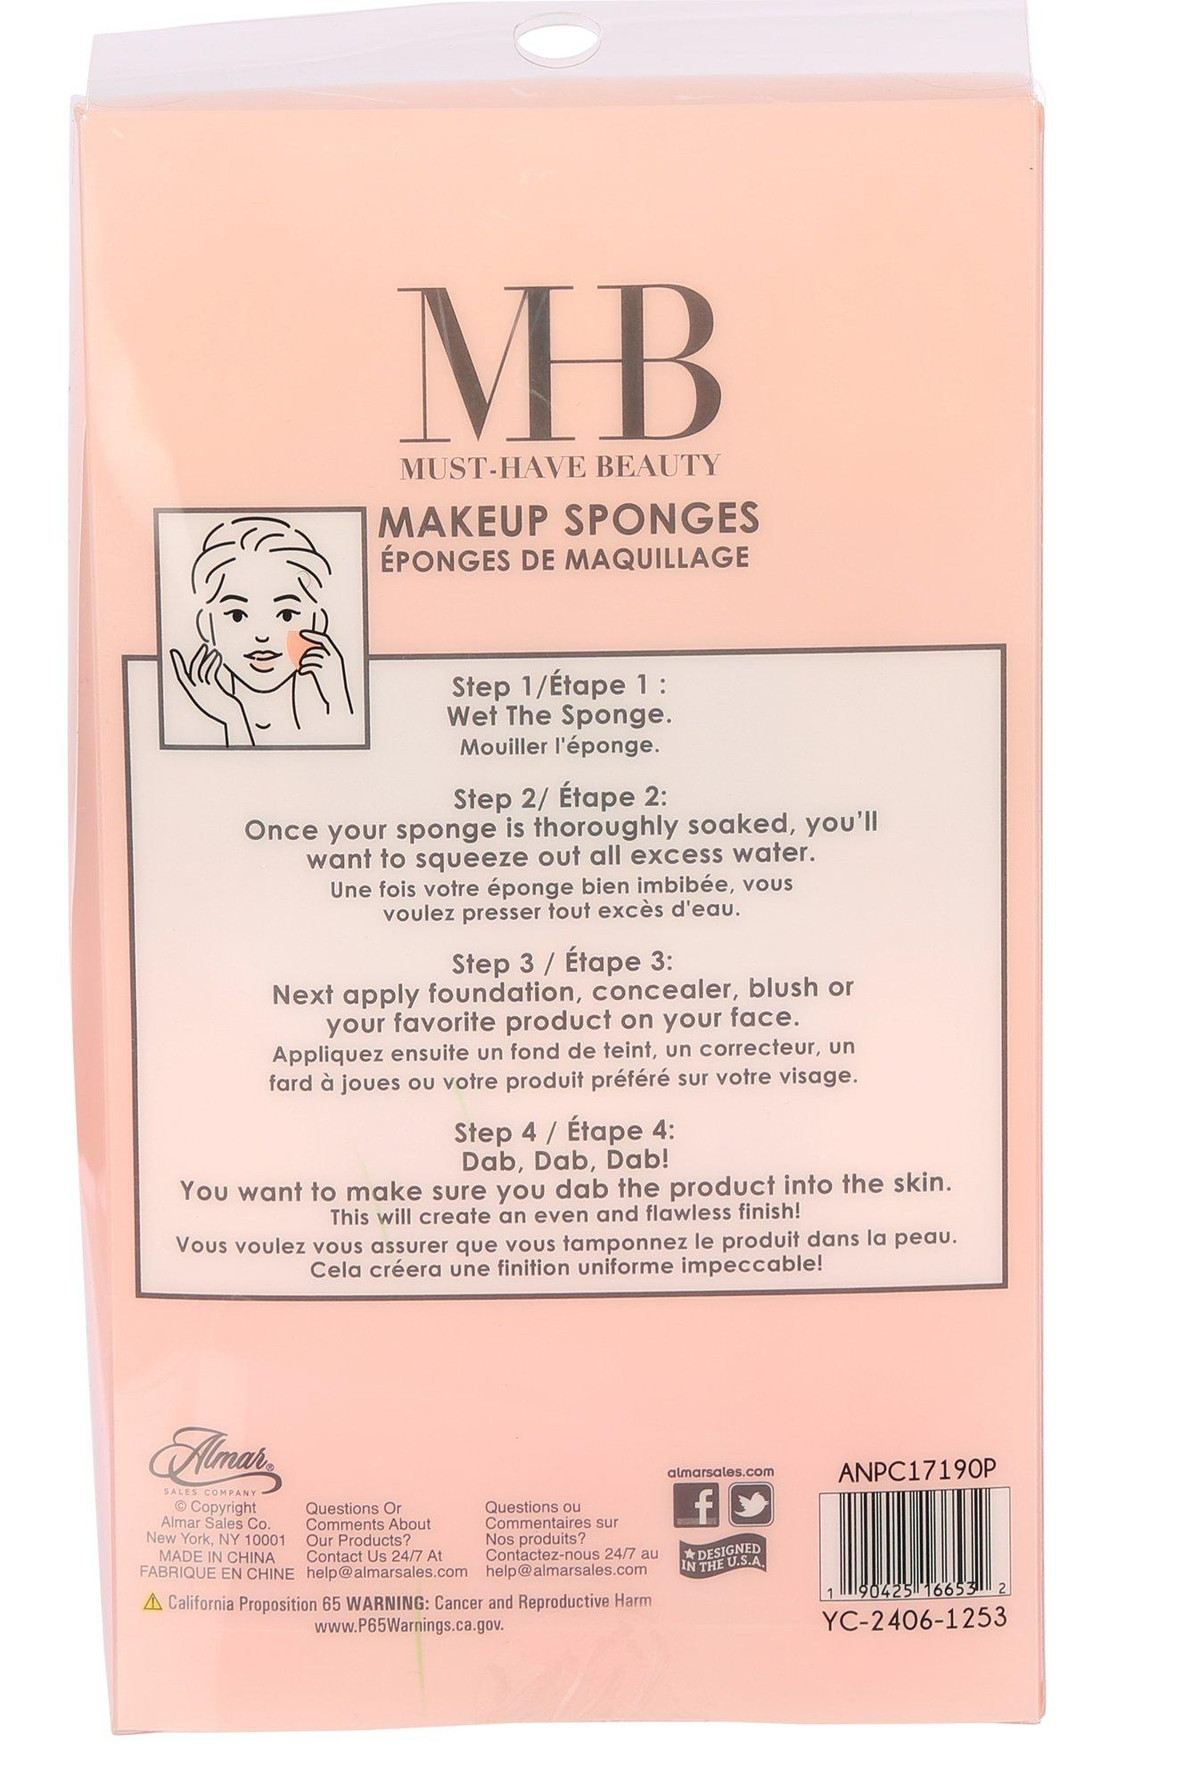 MHB
MUST-HAVE BEAUTY
MAKEUP SPONGES
ÉPONGES DE MAQUILLAGE
Step 1/Étape 1 :
Wet The Sponge.
Mouiller l'éponge.
Step 2/ Étape 2:
Once your sponge is thoroughly soaked, you'll
want to squeeze out all excess water.
Une fois votre éponge bien imbibée, vous
voulez presser tout excès d'eau.
Step 3 / Étape 3:
Next apply foundation, concealer, blush or
your favorite product on your face.
Appliquez ensuite un fond de teint, un correcteur, un
fard à joues ou votre produit préféré sur votre visage.
Step 4 / Étape 4:
Dab, Dab, Dab!
You want to make sure you dab the product into the skin.
This will create an even and flawless finish!
Vous voulez vous assurer que vous tamponnez le produit dans la peau.
Cela créera une finition uniforme impeccable!
Almar®
SALES COMPANY
© Copyright
Almar Sales Co.
New York, NY 10001
MADE IN CHINA
FABRIQUE EN CHINE
Questions Or
Comments About
Our Products?
Contact Us 24/7 At
help@almarsales.com
Questions ou
Commentaires sur
Nos produits?
Contactez-nous 24/7 au
help@almarsales.com
California Proposition 65 WARNING: Cancer and Reproductive Harm
www.P65Warnings.ca.gov.
almarsales.com
f
★ DESIGNED
IN THE U.S.A.
ANPC17190P
1 90425 16653 2
YC-2406-1253